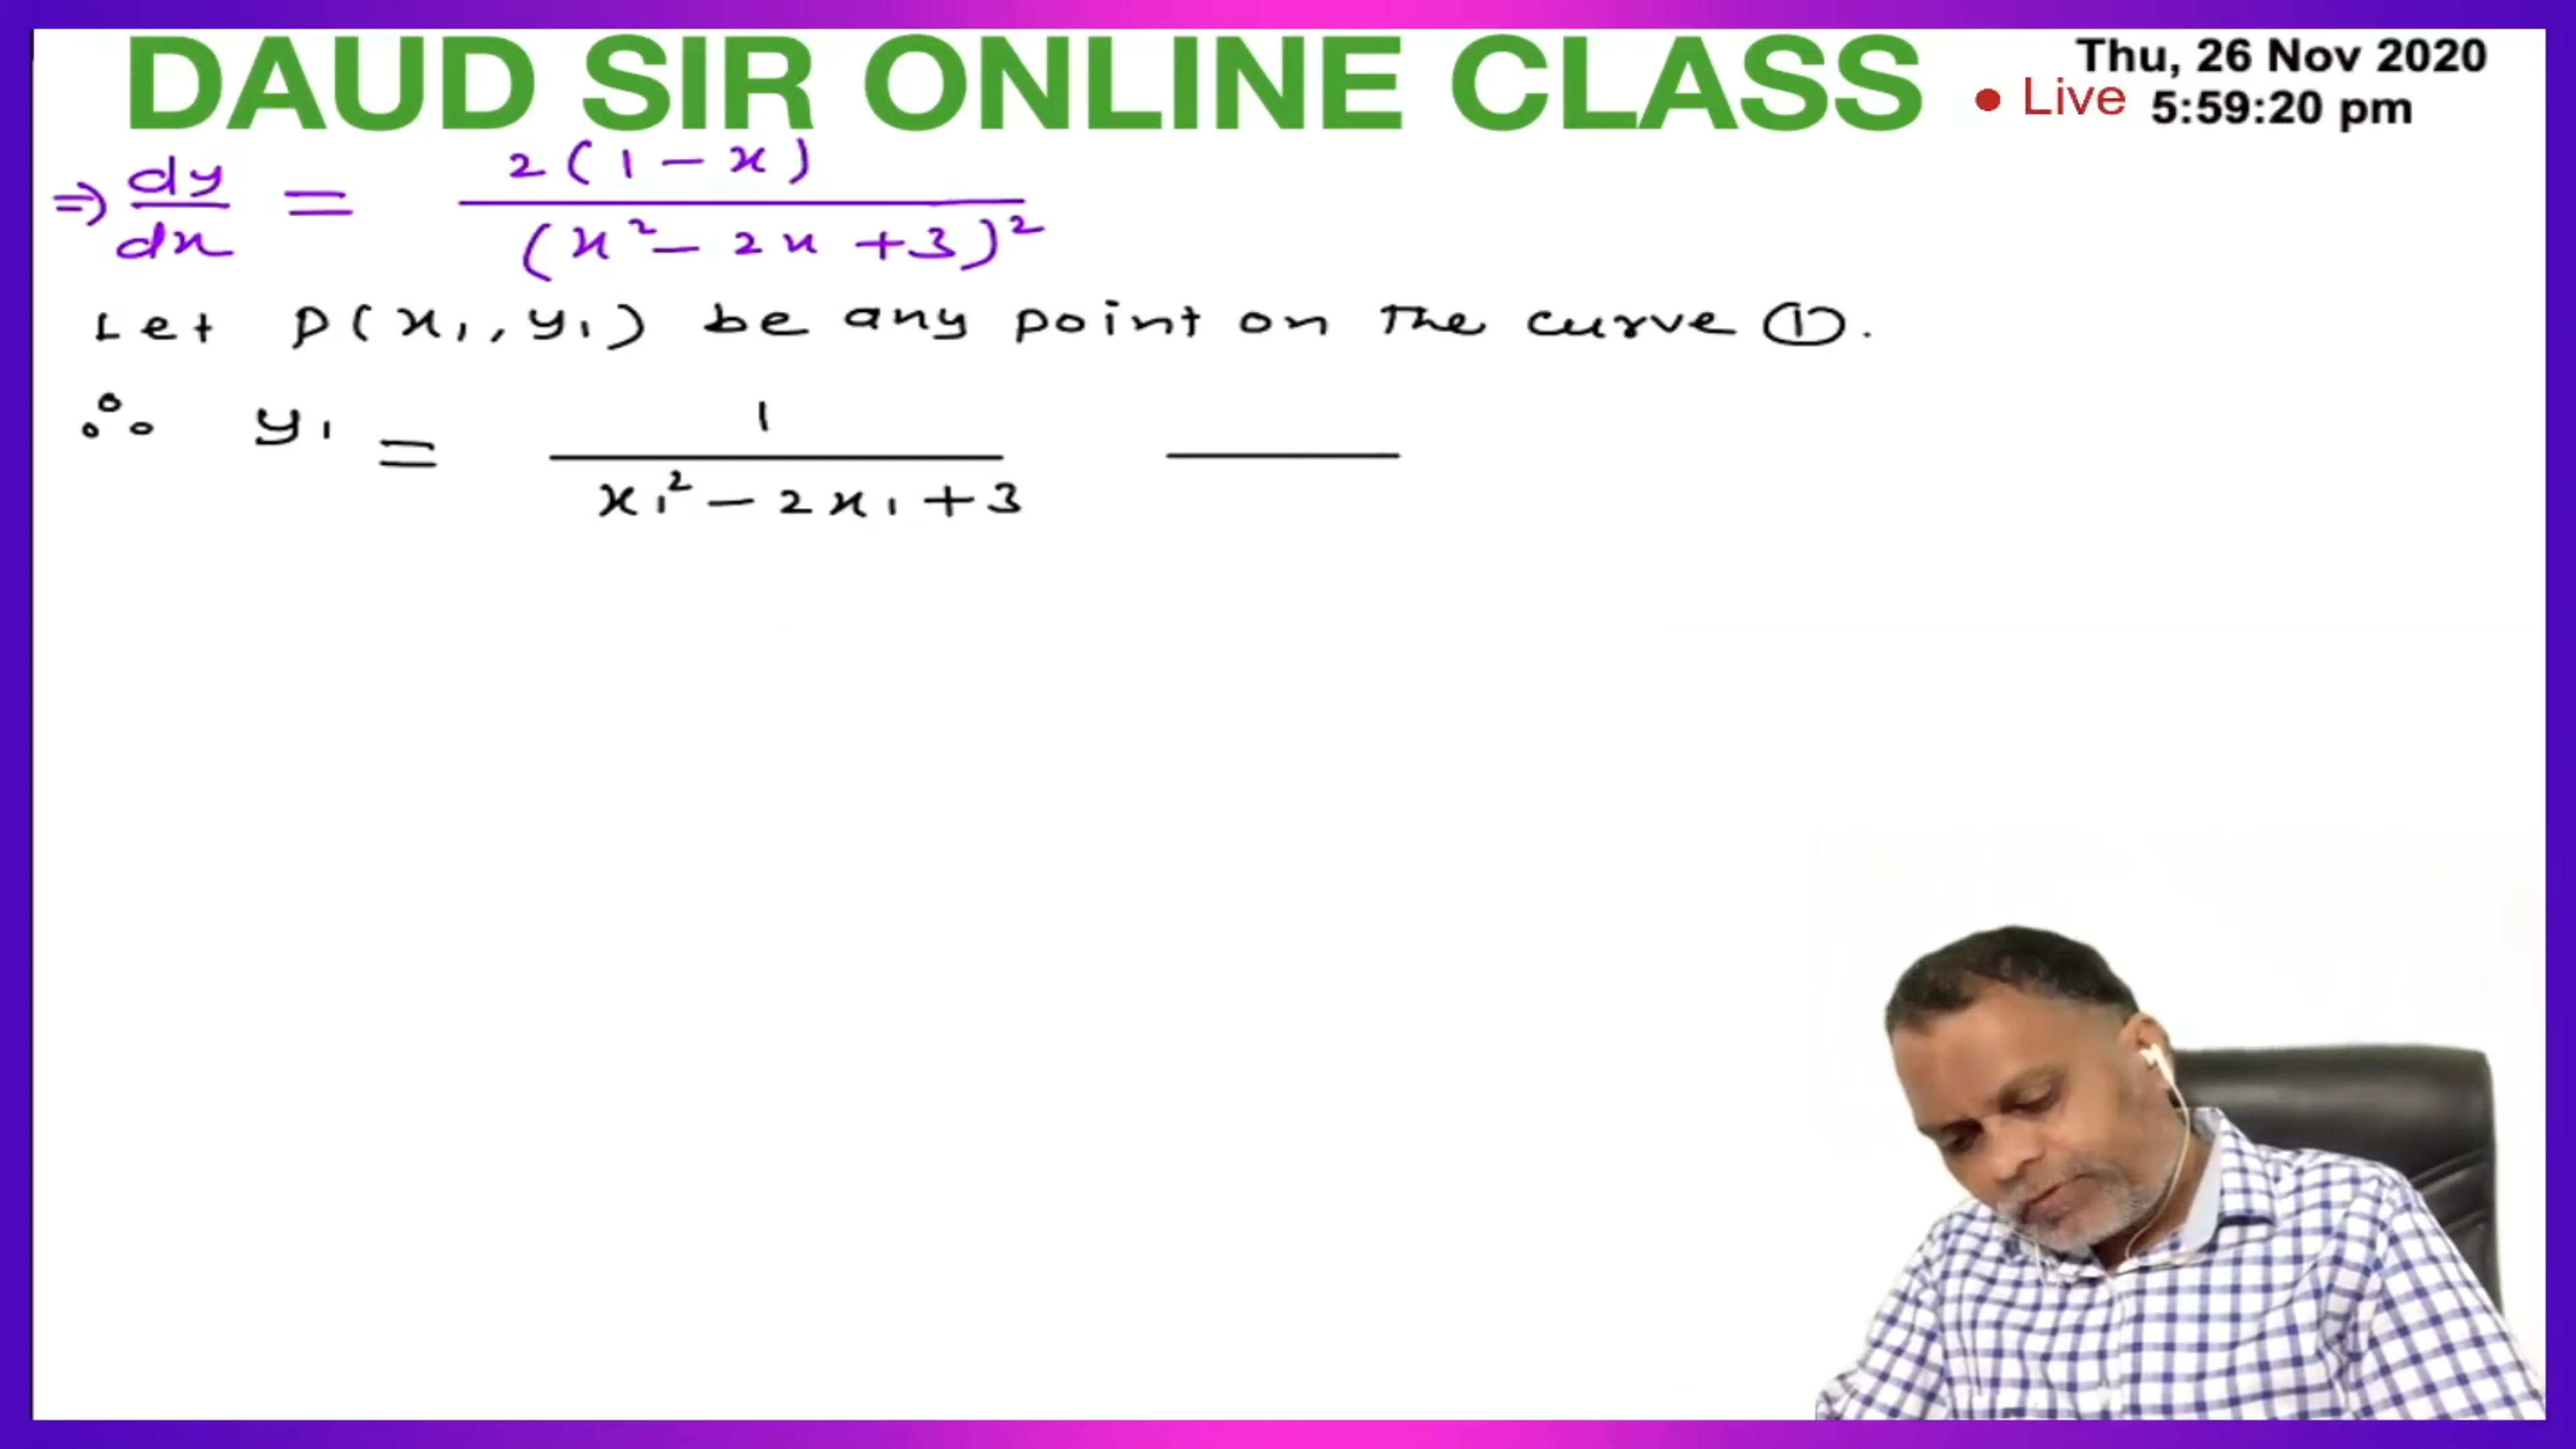 DAUD SIR ONLINE CLASS
Thu, 26 Nov 2020
• Live 5:59:20 pm
⇒ dy/dx = 2(1-x)/(x²-2x+3)²
Let P(x₁, y₁) be any point on the curve ①.
∴ y₁ = 1/(x₁²-2x₁+3) —